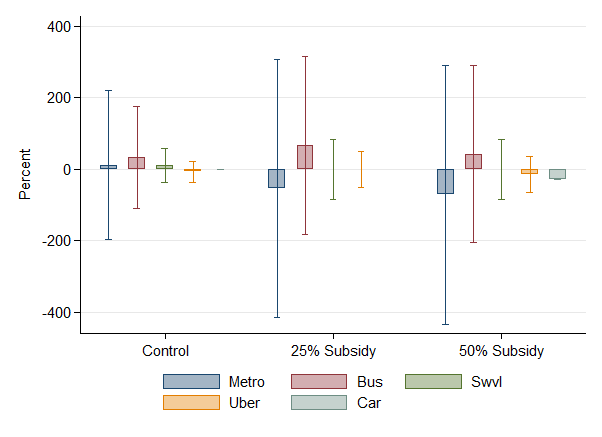 400
200
0
-200
-400
Percent
Control 25% Subsidy 50% Subsidy
Metro Bus Swvl
Uber Car